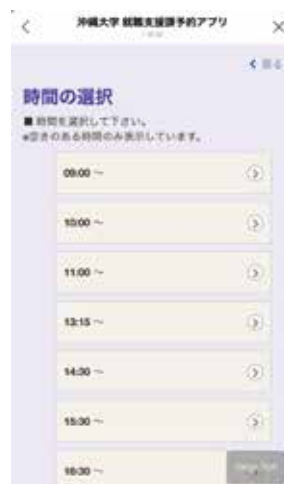 沖縄大学 就職支援課予約アプリ
戻る
時間の選択
■ 時間を選択して下さい。
※空きのある時間のみ表示しています。
09:00 ～
10:00 ～
11:00 ～
13:15 ～
14:30 ～
15:30 ～
16:30 ～